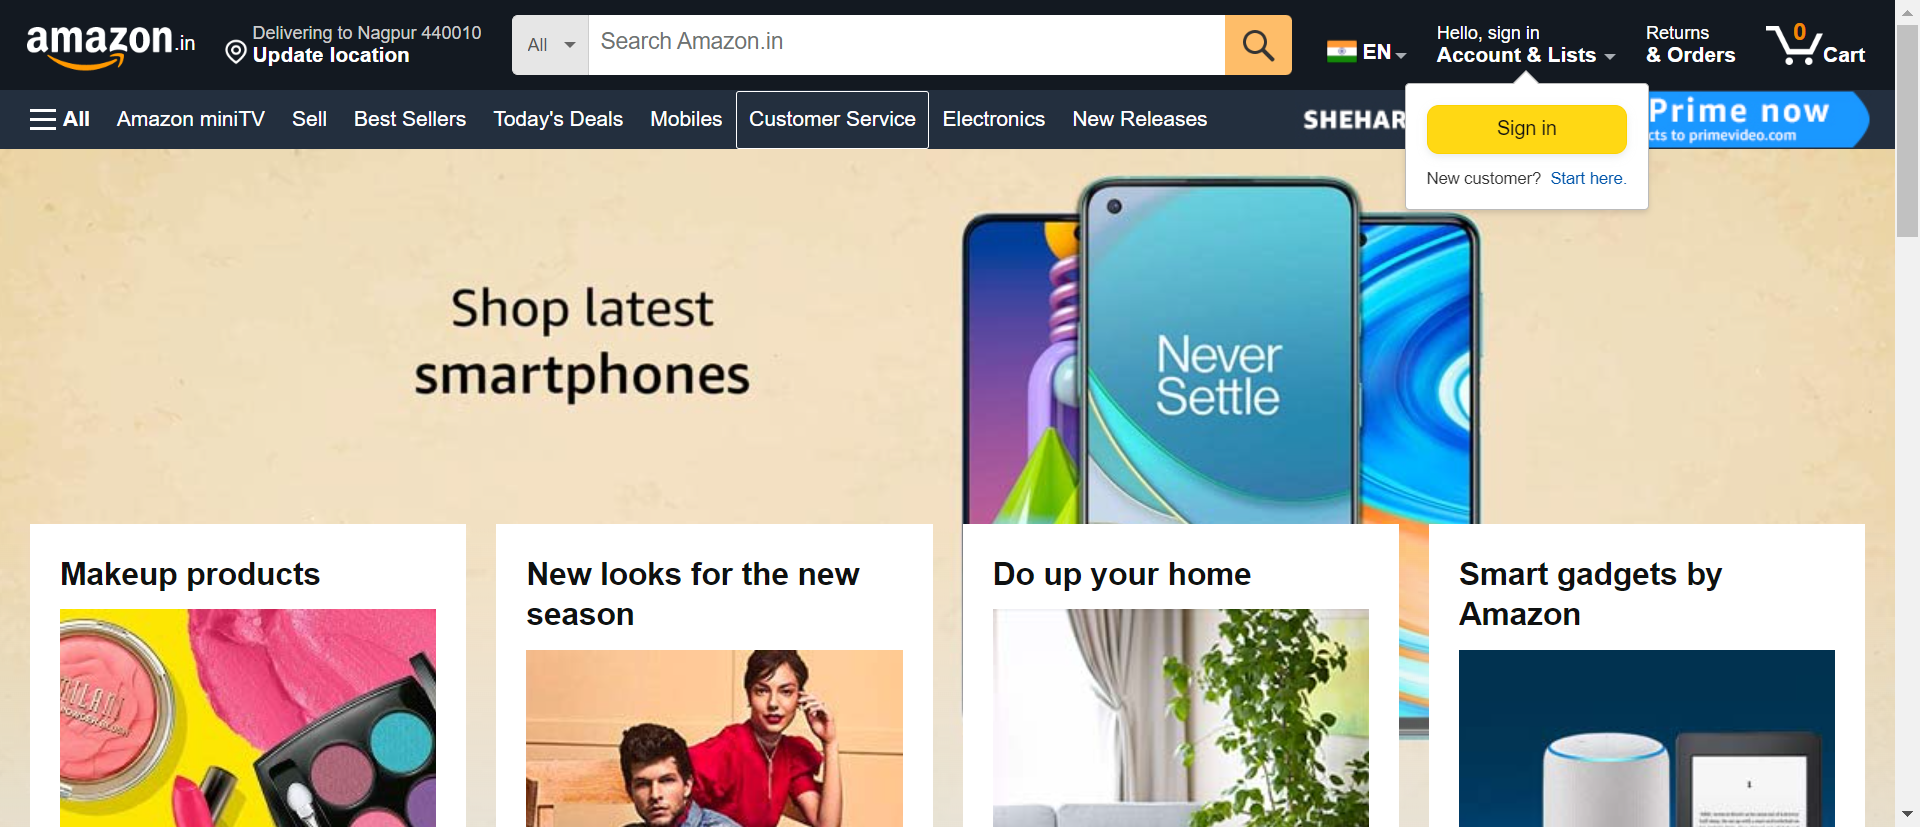 amazon.in
Delivering to Nagpur 440010
Update location
All
Search Amazon.in
EN
Hello, sign in
Account & Lists
Returns
& Orders
0
Cart
All
Amazon miniTV
Sell
Best Sellers
Today's Deals
Mobiles
Customer Service
Electronics
New Releases
SHEHAR
Prime now
cts to primevideo.com
Sign in
New customer? Start here.
Shop latest
smartphones
Never
Settle
Makeup products
New looks for the new
season
Do up your home
Smart gadgets by
Amazon
MILANI